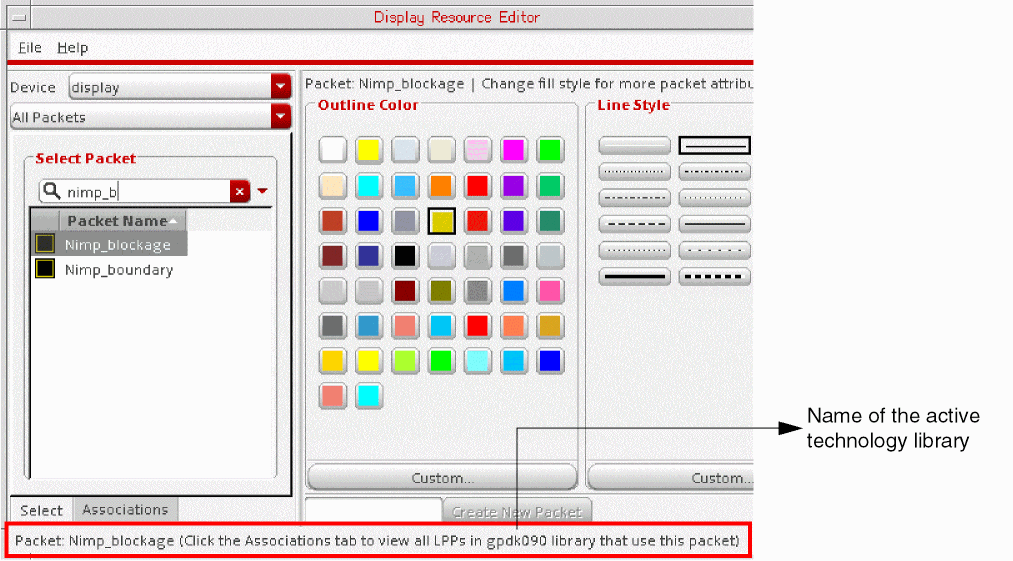 Display Resource Editor
File Help
Device display
All Packets
Select Packet
nimp_b
Packet Name
Nimp_blockage
Nimp_boundary
Select Associations
Packet: Nimp_blockage | Change fill style for more packet attribu
Outline Color
Line Style
Custom...
Custom...
Create New Packet
Packet: Nimp_blockage (Click the Associations tab to view all LPPs in gpdk090 library that use this packet)
Name of the active
technology library